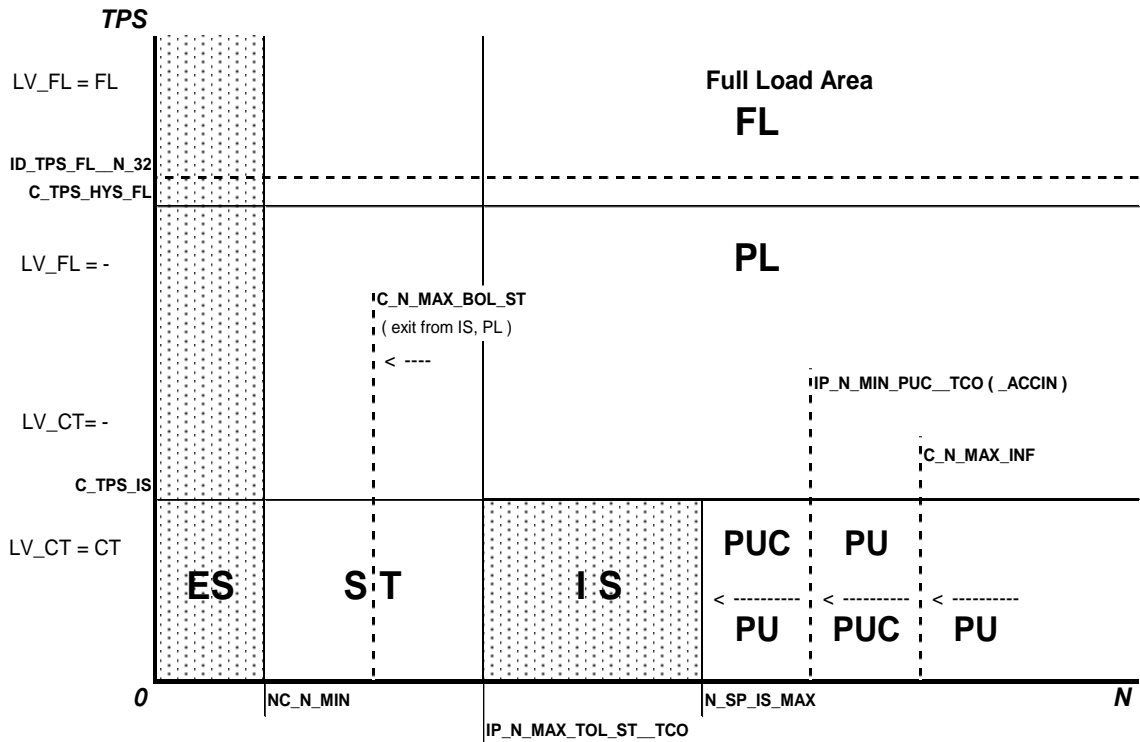 TPS
LV_FL = FL
Full Load Area
FL
ID_TPS_FL__N_32
C_TPS_HYS_FL
LV_FL = -
PL
C_N_MAX_BOL_ST
( exit from IS, PL )
< ----
IP_N_MIN_PUC__TCO ( _ACCIN )
LV_CT= -
C_N_MAX_INF
C_TPS_IS
LV_CT = CT
ES
S T
I S
PUC
PU
< ----------
< ----------
< ----------
PU
PUC
PU
0
NC_N_MIN
N_SP_IS_MAX
N
IP_N_MAX_TOL_ST__TCO